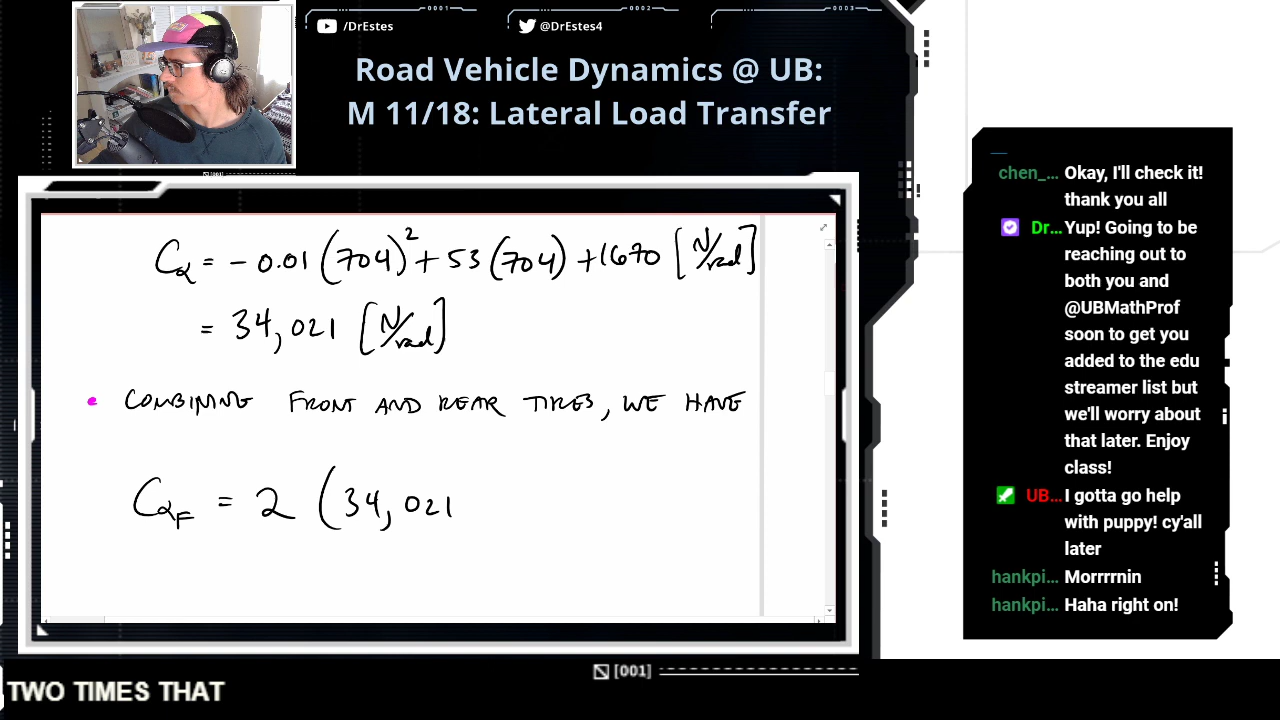 0001
0002
0003
/DrEstes
@DrEstes4
Road Vehicle Dynamics @ UB:
M 11/18: Lateral Load Transfer
[001]
Cα = - 0.01 (704)² + 53 (704) + 1670 [N/rad]
= 34,021 [N/rad]
• COMBINING FRONT AND REAR TIRES, WE HAVE
CαF = 2 (34,021
chen_... Okay, I'll check it!
thank you all
Dr... Yup! Going to be
reaching out to
both you and
@UBMathProf
soon to get you
added to the edu
streamer list but
we'll worry about
that later. Enjoy
class!
UB... I gotta go help
with puppy! cy'all
later
hankpi... Morrrrnin
hankpi... Haha right on!
[001]
TWO TIMES THAT